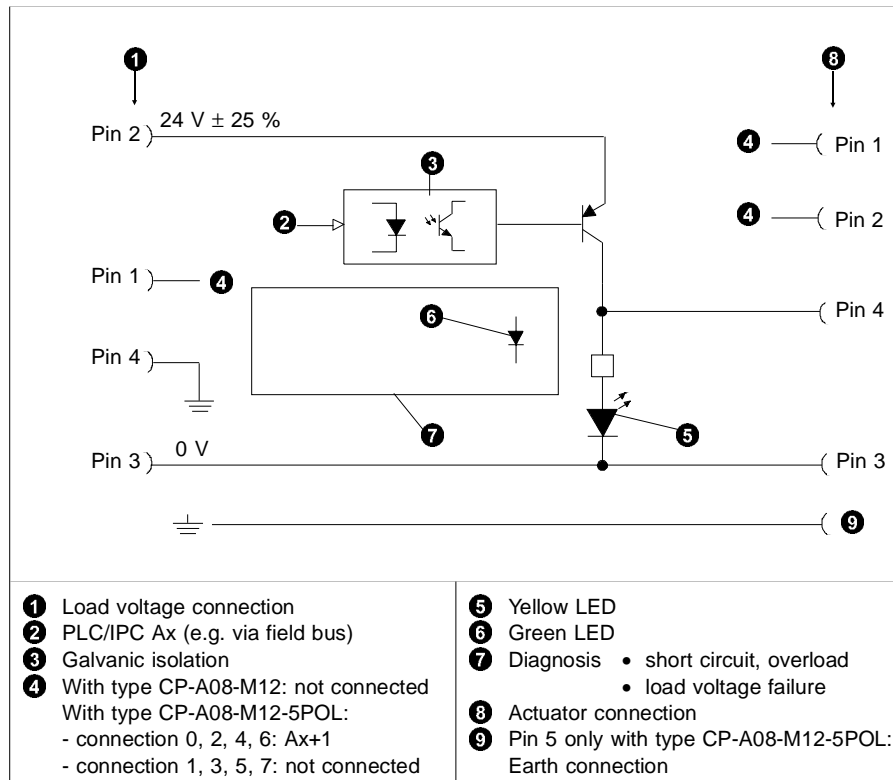 1
8
Pin 2
24 V ± 25 %
3
4
Pin 1
2
4
Pin 2
Pin 1
4
6
Pin 4
Pin 4
7
5
Pin 3
0 V
Pin 3
9
1 Load voltage connection
2 PLC/IPC Ax (e.g. via field bus)
3 Galvanic isolation
4 With type CP-A08-M12: not connected
With type CP-A08-M12-5POL:
- connection 0, 2, 4, 6: Ax+1
- connection 1, 3, 5, 7: not connected
5 Yellow LED
6 Green LED
7 Diagnosis • short circuit, overload
• load voltage failure
8 Actuator connection
9 Pin 5 only with type CP-A08-M12-5POL:
Earth connection